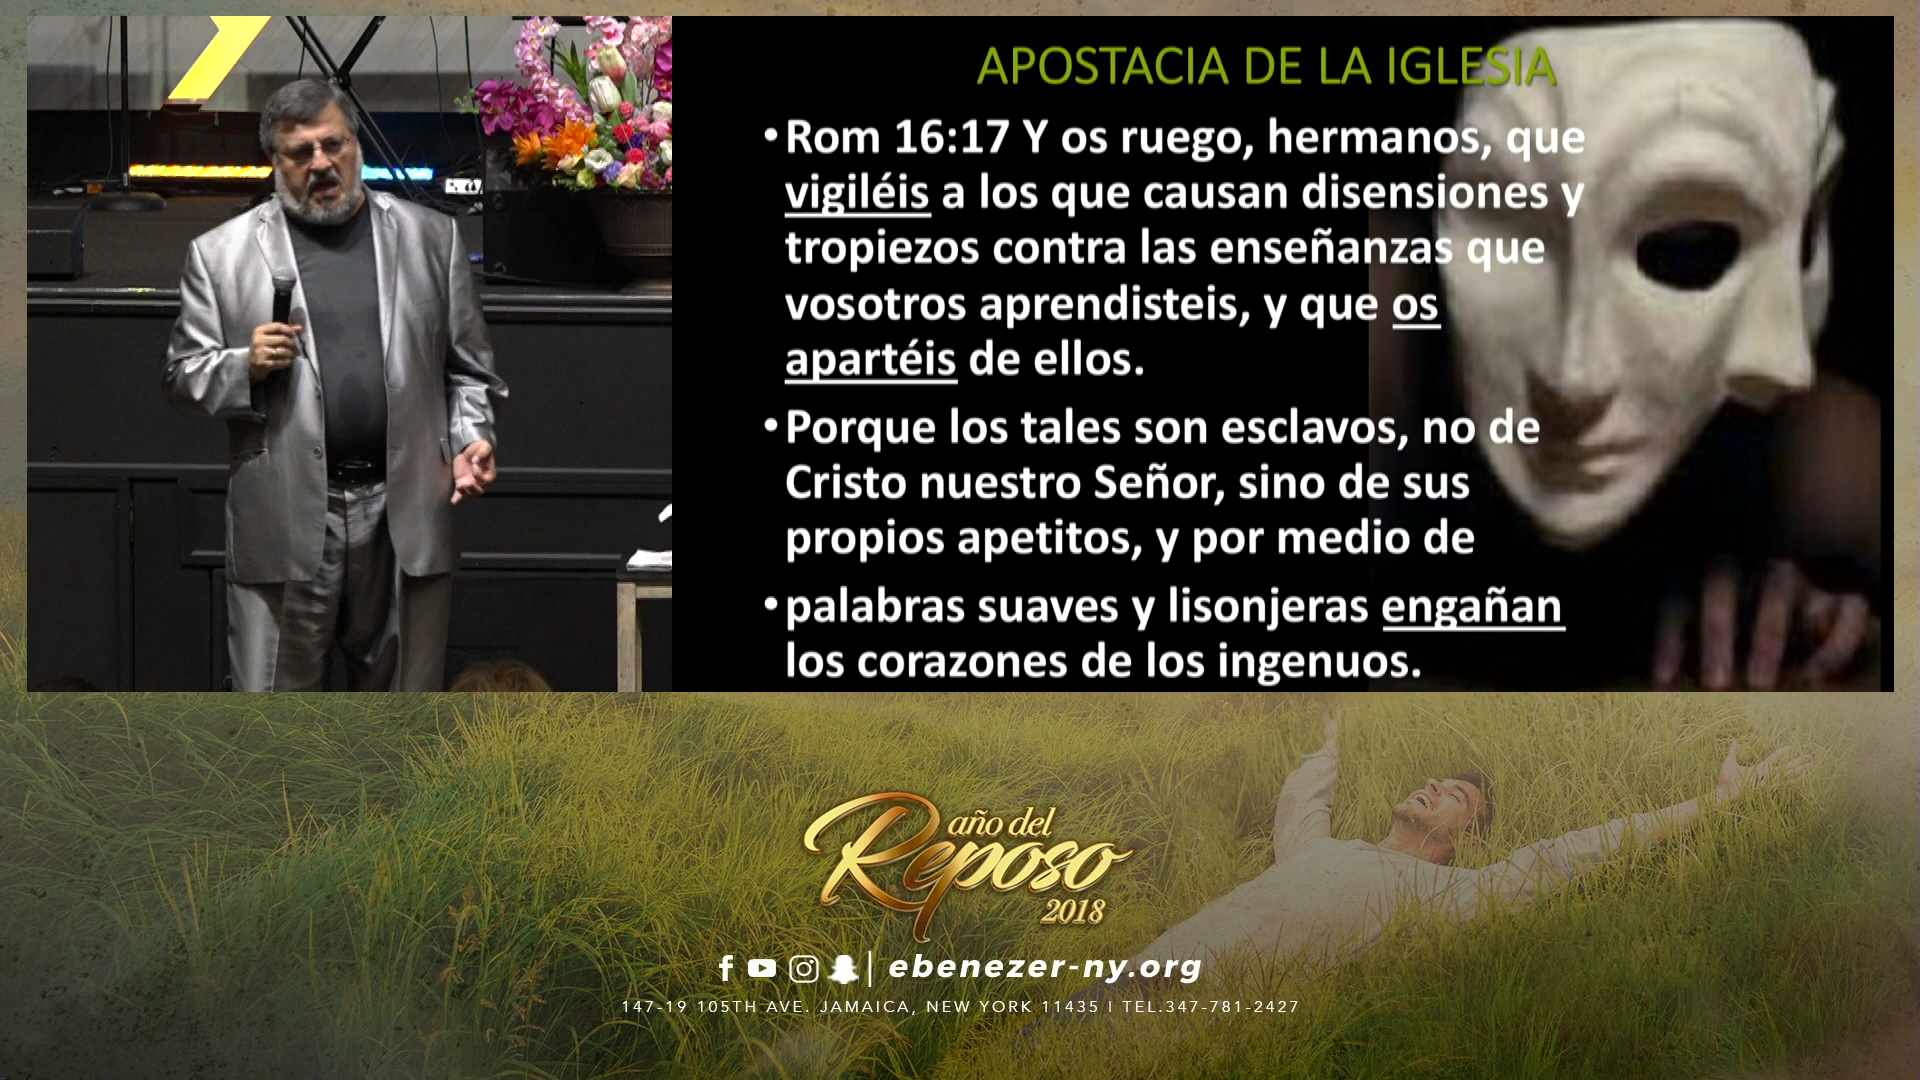 APOSTACIA DE LA IGLESIA
•Rom 16:17 Y os ruego, hermanos, que
vigiléis a los que causan disensiones y
tropiezos contra las enseñanzas que
vosotros aprendisteis, y que os
apartéis de ellos.
•Porque los tales son esclavos, no de
Cristo nuestro Señor, sino de sus
propios apetitos, y por medio de
•palabras suaves y lisonjeras engañan
los corazones de los ingenuos.
año del
Reposo
2018
ebenezer-ny.org
147-19 105TH AVE. JAMAICA, NEW YORK 11435 | TEL.347-781-2427